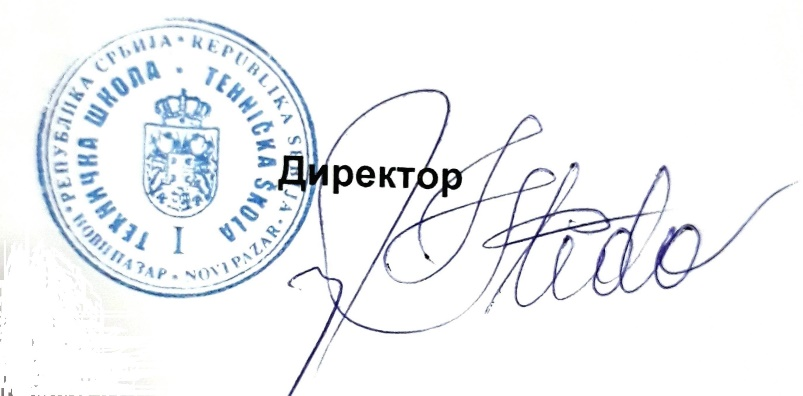 РЕПУБЛИКА СРБИЈА • REPUBLIKA SRBIJA
ТЕХНИЧКА ШКОЛА • TEHNIČKA ŠKOLA
НОВИ ПАЗАР • NOVI PAZAR
I
Директор